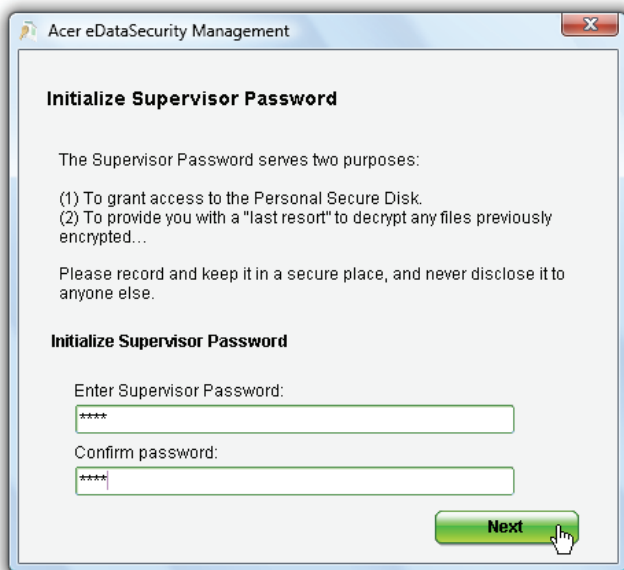 Acer eDataSecurity Management
Initialize Supervisor Password
The Supervisor Password serves two purposes:
(1) To grant access to the Personal Secure Disk.
(2) To provide you with a "last resort" to decrypt any files previously
encrypted...
Please record and keep it in a secure place, and never disclose it to
anyone else.
Initialize Supervisor Password
Enter Supervisor Password:
****
Confirm password:
****
Next